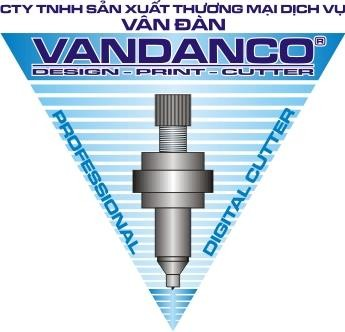 CTY TNHH SẢN XUẤT THƯƠNG MẠI DỊCH VỤ
VÂN ĐÀN
VANDANCO®
DESIGN - PRINT - CUTTER
PROFESSIONAL
DIGITAL CUTTER